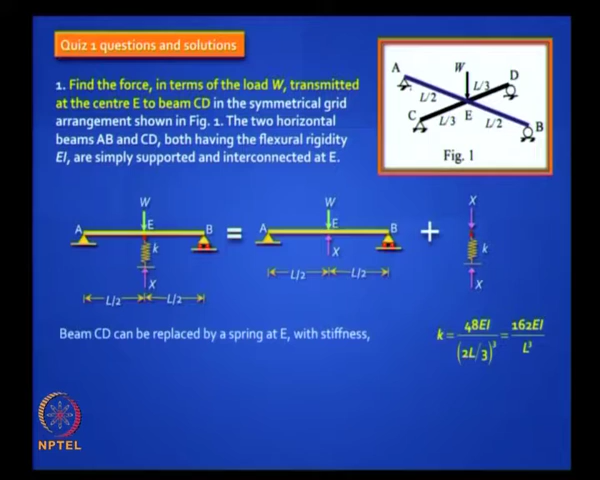 Quiz 1 questions and solutions
1. Find the force, in terms of the load W, transmitted
at the centre E to beam CD in the symmetrical grid
arrangement shown in Fig. 1. The two horizontal
beams AB and CD, both having the flexural rigidity
EI, are simply supported and interconnected at E.
A W D
L/3
L/2
C L/3 E L/2 B
Fig. 1
W
A E B
k
X
L/2 L/2
=
W
A E B
X
L/2 L/2
+
X
k
X
Beam CD can be replaced by a spring at E, with stiffness,
k = 48EI / (2L/3)³ = 162EI / L³
NPTEL